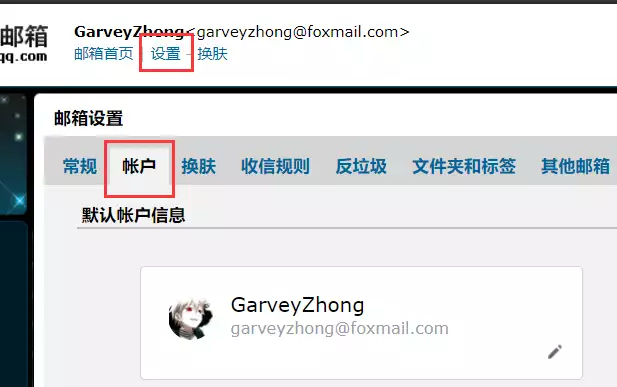 邮箱
qq.com
GarveyZhong<garveyzhong@foxmail.com>
邮箱首页 | 设置 - 换肤
邮箱设置
常规 帐户 换肤 收信规则 反垃圾 文件夹和标签 其他邮箱
默认帐户信息
GarveyZhong
garveyzhong@foxmail.com